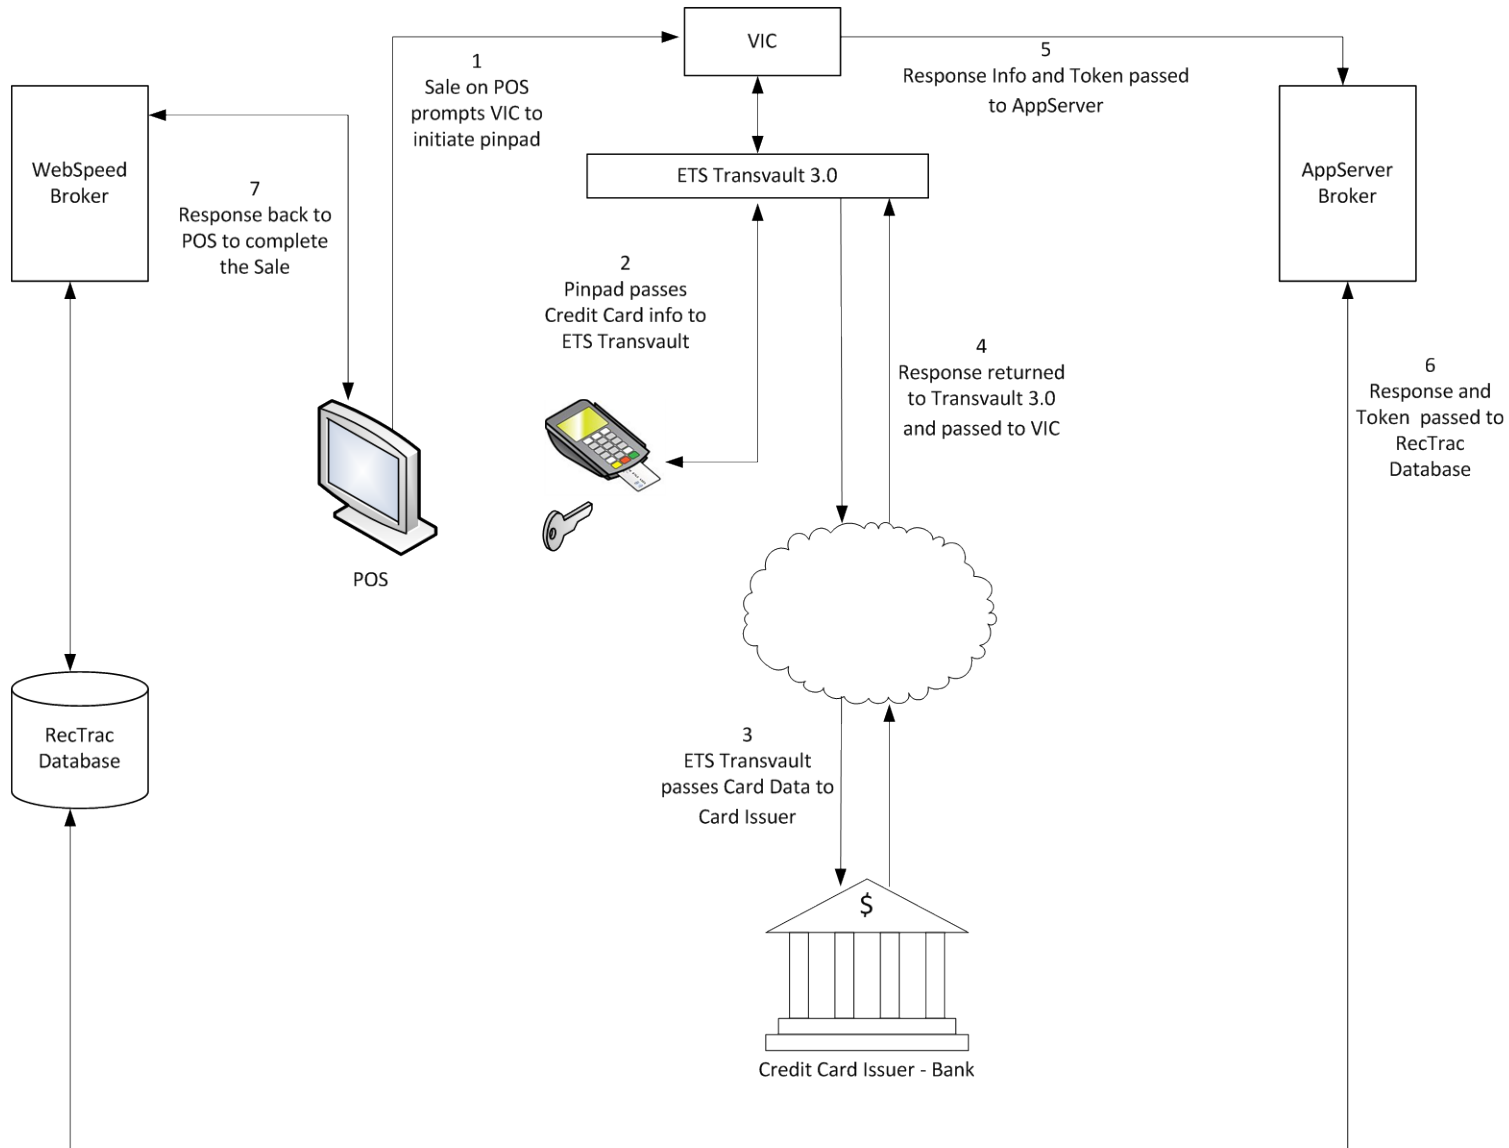 VIC
1
Sale on POS
prompts VIC to
initiate pinpad
5
Response Info and Token passed
to AppServer
WebSpeed
Broker
ETS Transvault 3.0
AppServer
Broker
7
Response back to
POS to complete
the Sale
2
Pinpad passes
Credit Card info to
ETS Transvault
4
Response returned
to Transvault 3.0
and passed to VIC
6
Response and
Token passed to
RecTrac
Database
POS
RecTrac
Database
3
ETS Transvault
passes Card Data to
Card Issuer
$
Credit Card Issuer - Bank